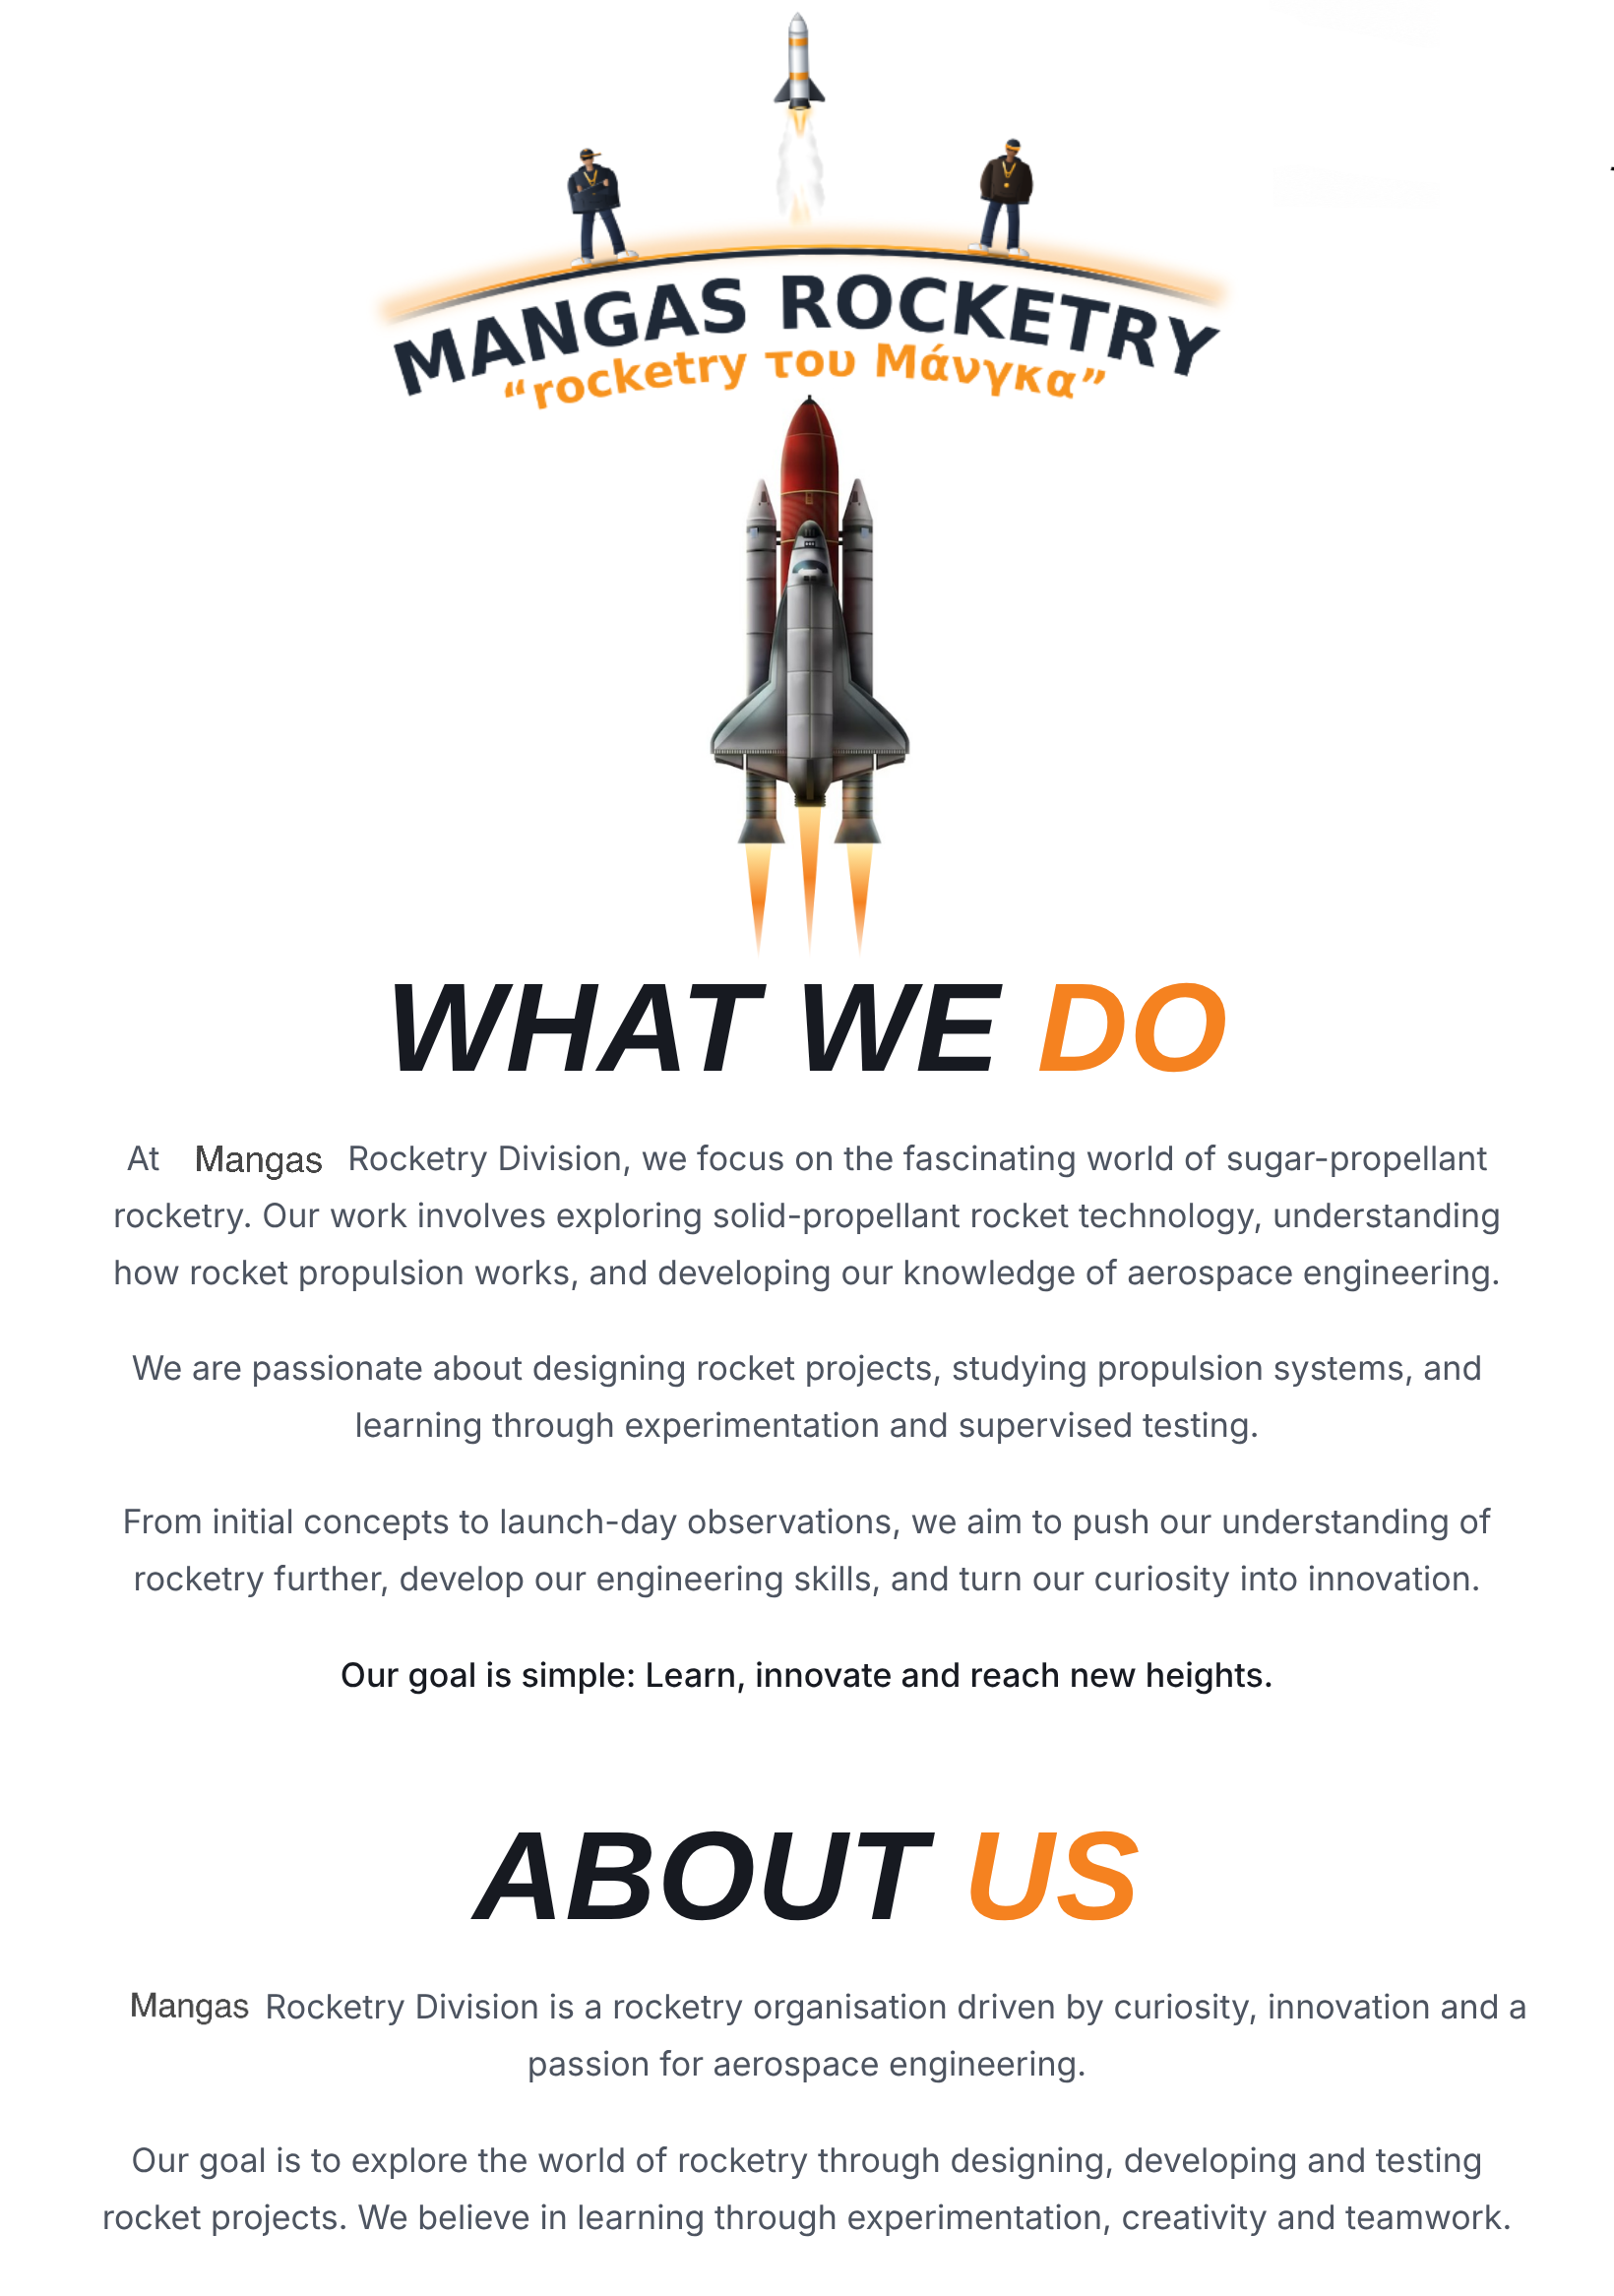 MANGAS ROCKETRY
“rocketry του Μάνγκα”
WHAT WE DO
At Mangas Rocketry Division, we focus on the fascinating world of sugar-propellant
rocketry. Our work involves exploring solid-propellant rocket technology, understanding
how rocket propulsion works, and developing our knowledge of aerospace engineering.
We are passionate about designing rocket projects, studying propulsion systems, and
learning through experimentation and supervised testing.
From initial concepts to launch-day observations, we aim to push our understanding of
rocketry further, develop our engineering skills, and turn our curiosity into innovation.
Our goal is simple: Learn, innovate and reach new heights.
ABOUT US
Mangas Rocketry Division is a rocketry organisation driven by curiosity, innovation and a
passion for aerospace engineering.
Our goal is to explore the world of rocketry through designing, developing and testing
rocket projects. We believe in learning through experimentation, creativity and teamwork.